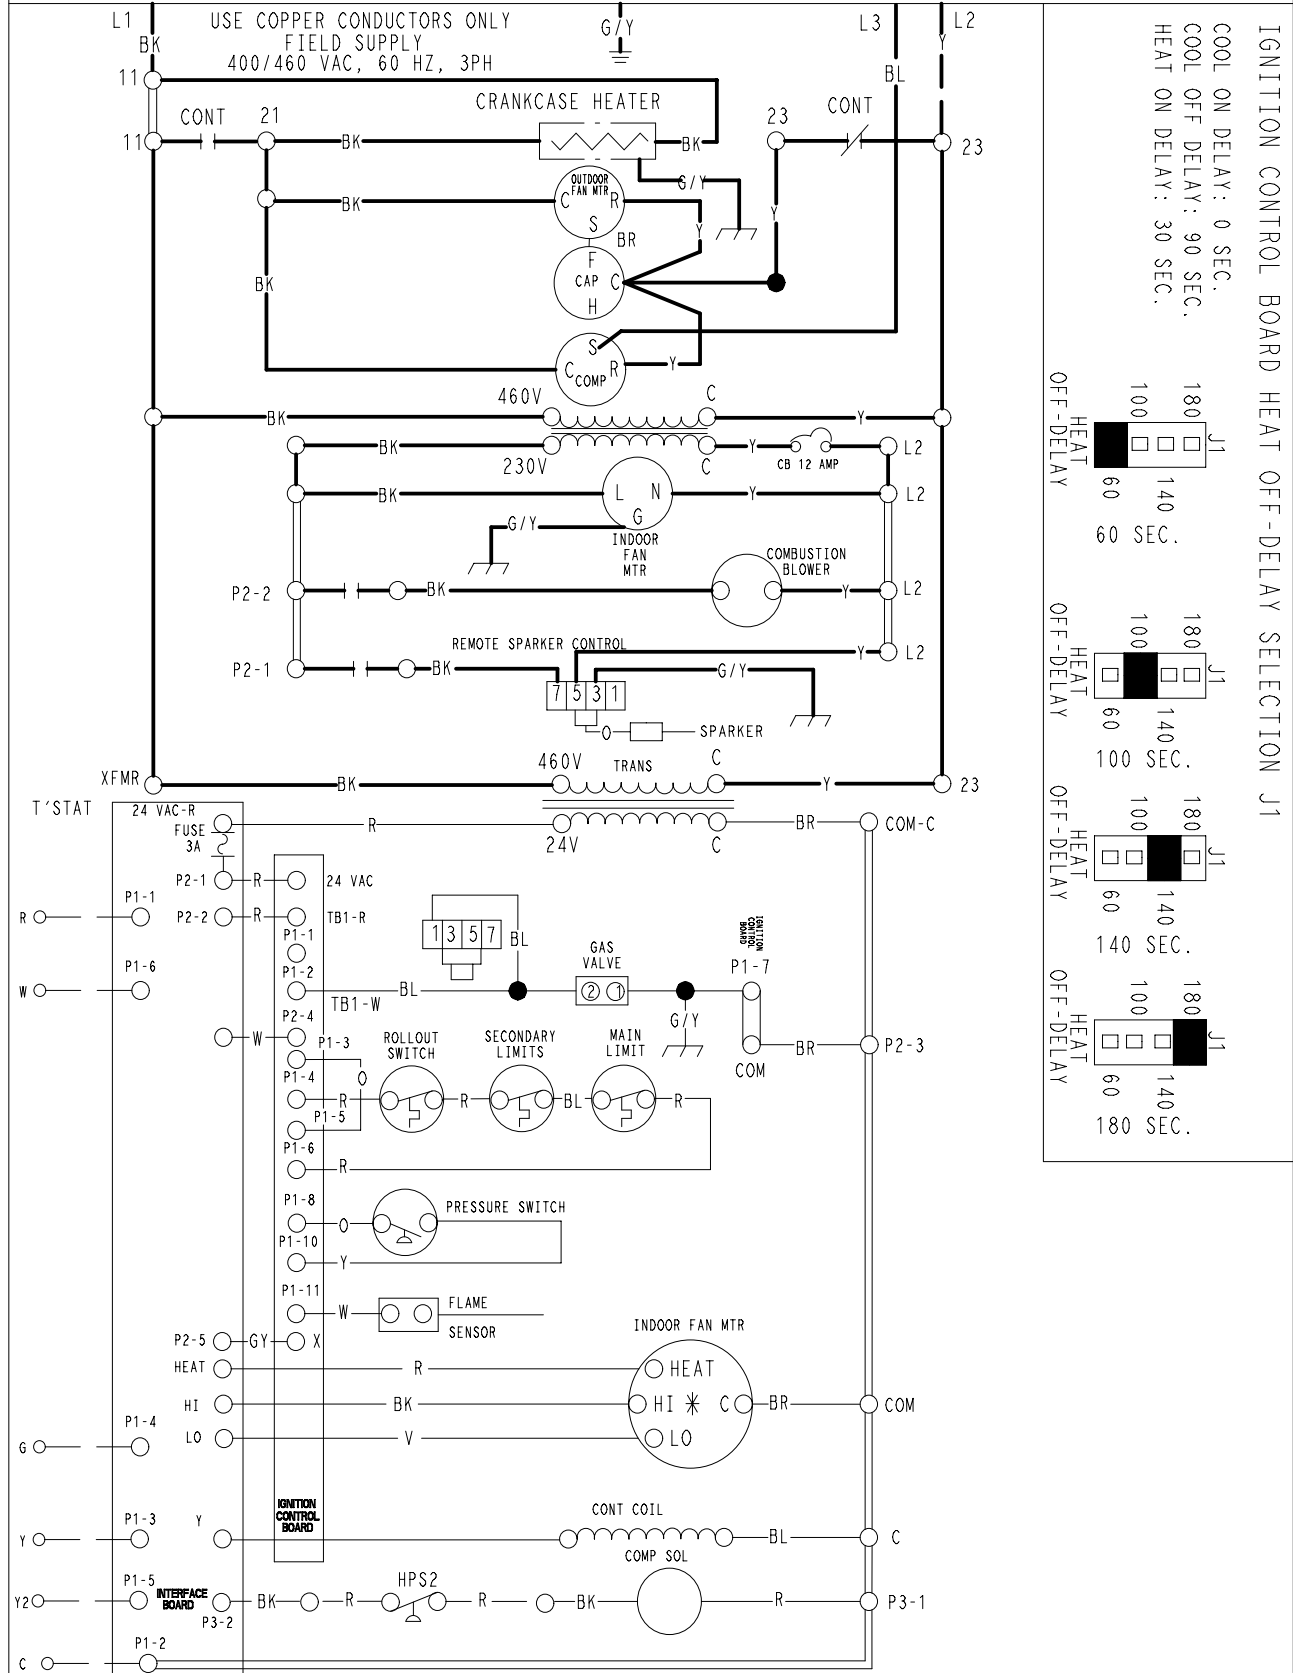 L1
USE COPPER CONDUCTORS ONLY
FIELD SUPPLY
400/460 VAC, 60 HZ, 3PH
G/Y
L3
L2
BK
Y
11
BL
CRANKCASE HEATER
CONT
21
23
CONT
11
BK
BK
23
OUTDOOR
FAN MTR
G/Y
C
R
BK
S
Y
Y
BR
F
CAP
C
BK
H
S
C
COMP
R
Y
460V
C
BK
Y
BK
Y
L2
230V
C
CB 12 AMP
BK
L
N
Y
L2
G/Y
G
INDOOR
FAN
MTR
COMBUSTION
BLOWER
P2-2
BK
Y
L2
REMOTE SPARKER CONTROL
Y
L2
P2-1
BK
G/Y
7 5 3 1
O
SPARKER
460V
TRANS
C
XFMR
BK
Y
23
T'STAT
24 VAC-R
FUSE
3A
R
BR
COM-C
24V
C
P2-1
R
24 VAC
P1-1
R
P2-2
R
TB1-R
P1-1
1 3 5 7
BL
GAS
VALVE
IGNITION
CONTROL
BOARD
P1-7
P1-6
P1-2
W
BL
2 1
TB1-W
G/Y
P2-4
W
P1-3
ROLLOUT
SWITCH
SECONDARY
LIMITS
MAIN
LIMIT
BR
P2-3
COM
O
P1-4
R
R
BL
R
P1-5
P1-6
R
P1-8
PRESSURE SWITCH
O
P1-10
Y
P1-11
W
FLAME
SENSOR
INDOOR FAN MTR
P2-5
GY
X
HEAT
R
HEAT
HI
BK
HI
*
C
BR
COM
P1-4
LO
V
LO
G
IGNITION
CONTROL
BOARD
CONT COIL
P1-3
Y
Y
BL
C
COMP SOL
P1-5
INTERFACE
BOARD
HPS2
Y2
BK
R
R
BK
R
P3-1
P3-2
P1-2
C
IGNITION CONTROL BOARD HEAT OFF-DELAY SELECTION J1
COOL ON DELAY: 0 SEC.
COOL OFF DELAY: 90 SEC.
HEAT ON DELAY: 30 SEC.
J1
180
100
140
60
HEAT
OFF-DELAY
60 SEC.
J1
180
100
140
60
HEAT
OFF-DELAY
100 SEC.
J1
180
100
140
60
HEAT
OFF-DELAY
140 SEC.
J1
180
100
140
60
HEAT
OFF-DELAY
180 SEC.